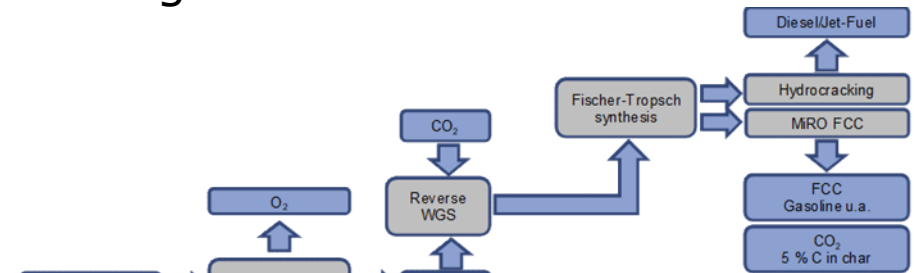 Diesel/Jet-Fuel
Hydrocracking
MiRO FCC
Fischer-Tropsch
synthesis
CO₂
Reverse
WGS
O₂
FCC
Gasoline u.a.
CO₂
5 % C in char